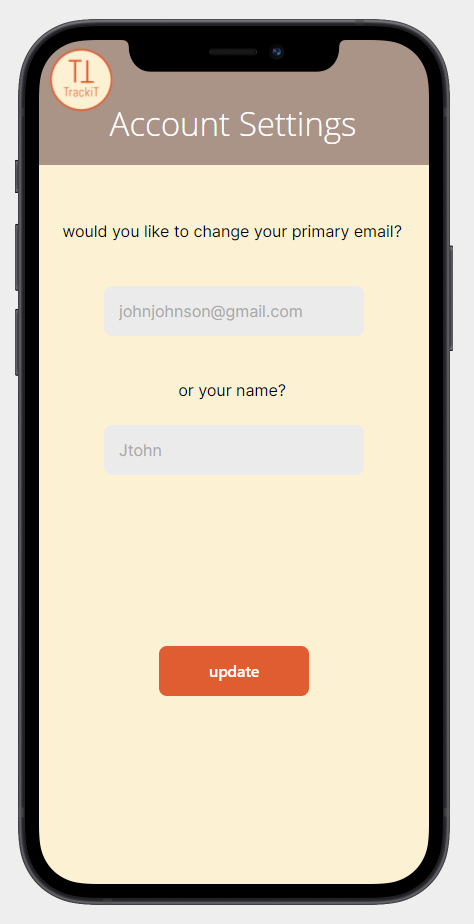 TT
TrackiT
Account Settings
would you like to change your primary email?
johnjohnson@gmail.com
or your name?
Jtohn
update